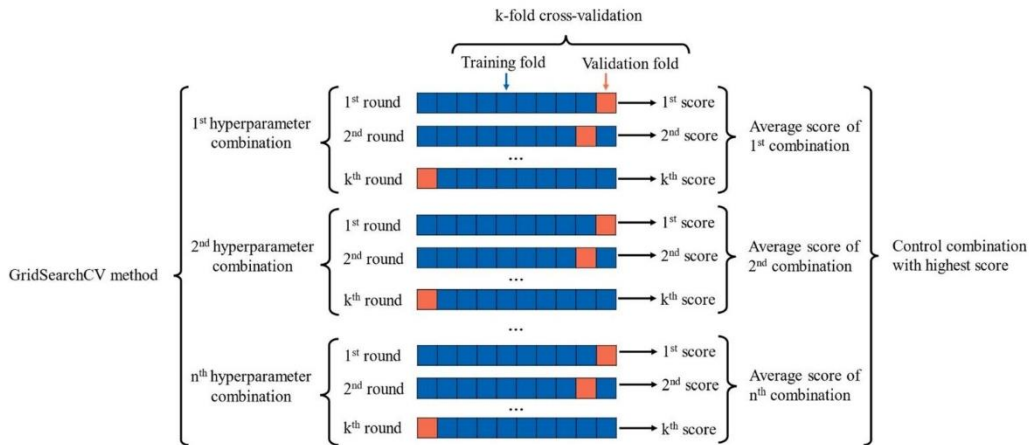 k-fold cross-validation
Training fold
Validation fold
1st round
1st score
1st hyperparameter
combination
2nd round
2nd score
Average score of
1st combination
...
kth round
kth score
1st round
1st score
2nd hyperparameter
combination
2nd round
2nd score
Average score of
2nd combination
...
kth round
kth score
GridSearchCV method
Control combination
with highest score
...
1st round
1st score
nth hyperparameter
combination
2nd round
2nd score
Average score of
nth combination
...
kth round
kth score